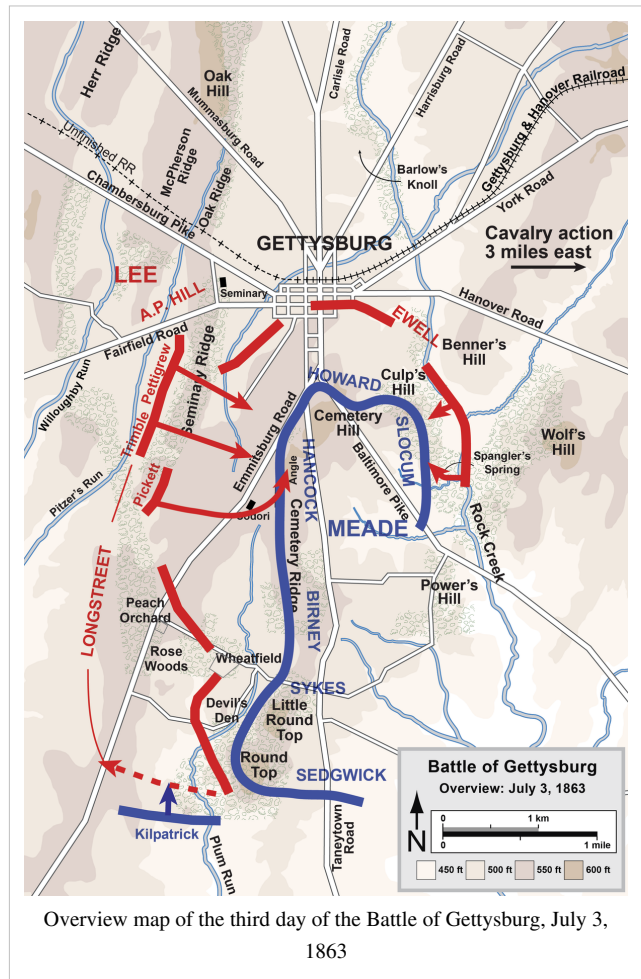 Herr Ridge
Oak
Hill
Carlisle Road
Harrisburg Road
Mummasburg Road
Unfinished RR
McPherson
Ridge
Oak Ridge
Barlow's
Knoll
Gettysburg & Hanover Railroad
Chambersburg Pike
York Road
GETTYSBURG
Cavalry action
3 miles east
LEE
Seminary
A.P. HILL
Hanover Road
EWELL
Fairfield Road
Benner's
Hill
Willoughby Run
Pettigrew
Trimble
Seminary Ridge
HOWARD
Culp's
Hill
Emmitsburg Road
Cemetery
Hill
SLOCUM
Wolf's
Hill
HANCOCK
Angle
Baltimore Pike
Spangler's
Spring
Pitzer's Run
Pickett
Codori
MEADE
Cemetery Ridge
Rock Creek
LONGSTREET
BIRNEY
Power's
Hill
Peach
Orchard
Rose
Woods
Wheatfield
SYKES
Devil's
Den
Little
Round
Top
Round
Top
SEDGWICK
Kilpatrick
Plum Run
Taneytown
Road
Battle of Gettysburg
Overview: July 3, 1863
N
0 1 km
0 1 mile
450 ft 500 ft 550 ft 600 ft
Overview map of the third day of the Battle of Gettysburg, July 3,
1863